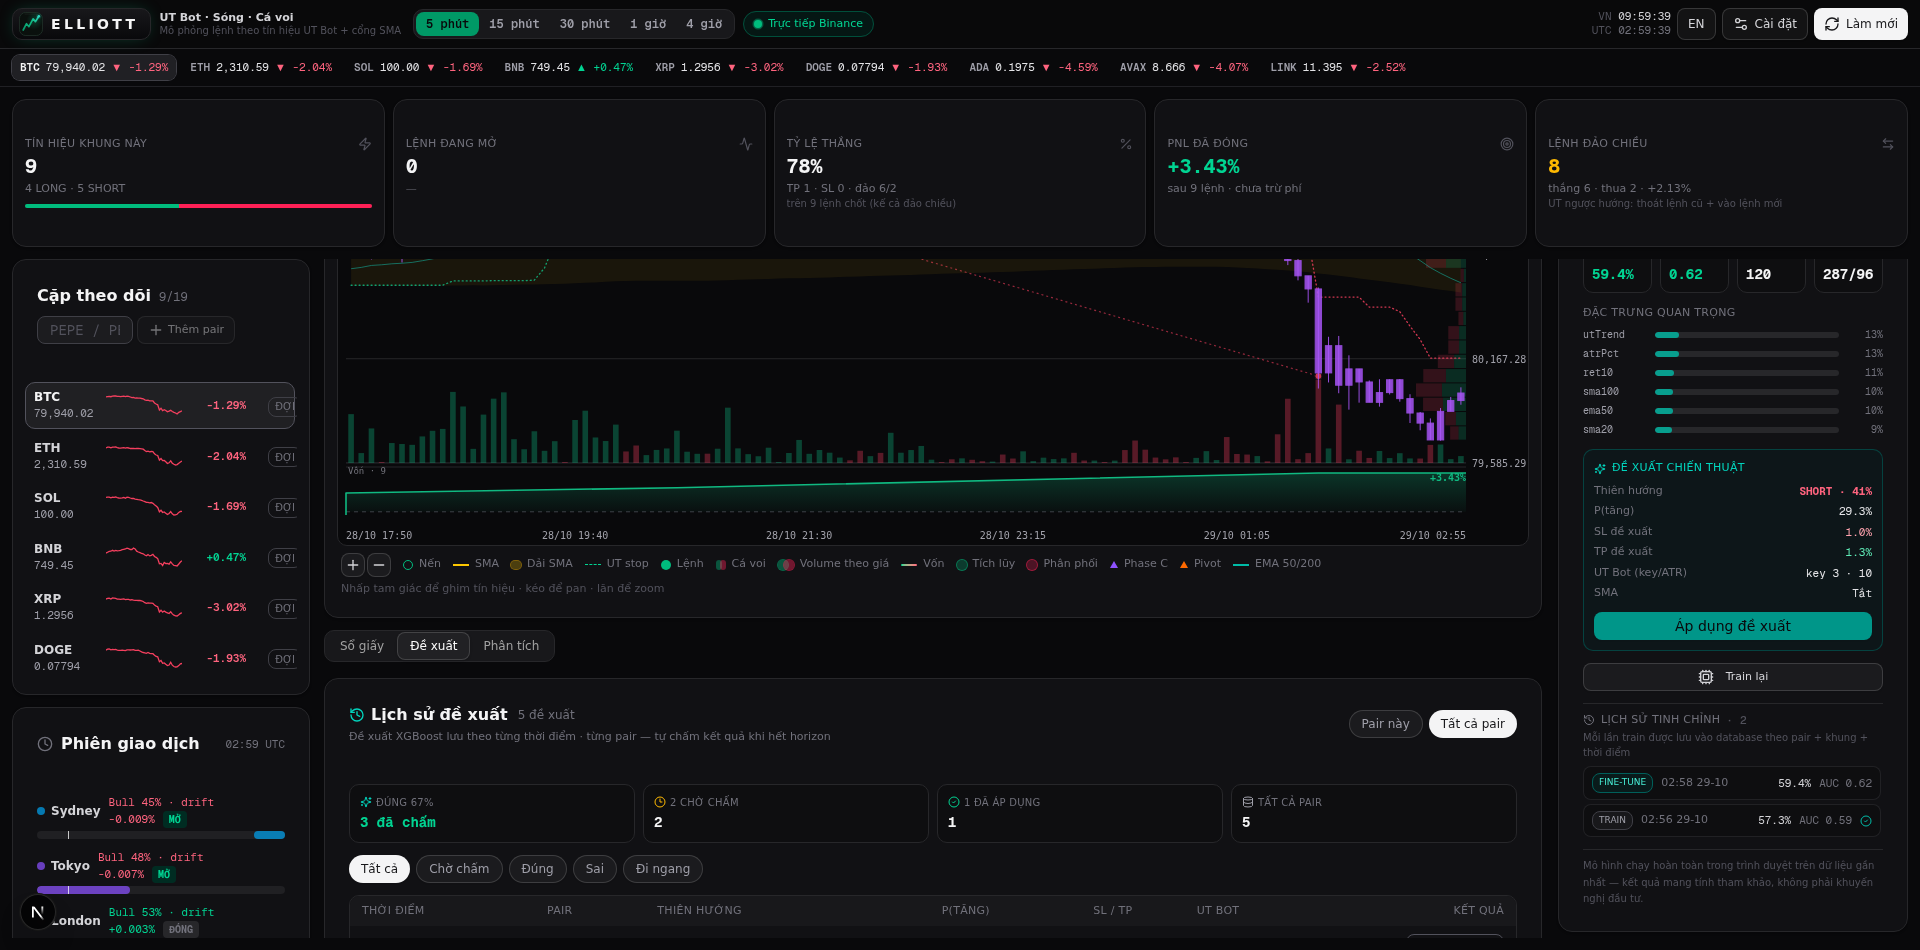 ELLIOTT
UT Bot · Sóng · Cá voi
Mô phỏng lệnh theo tín hiệu UT Bot + cổng SMA
5 phút 15 phút 30 phút 1 giờ 4 giờ
Trực tiếp Binance
VN 09:59:39
UTC 02:59:39
EN
Cài đặt
Làm mới
BTC 79,940.02 ▼ -1.29% ETH 2,310.59 ▼ -2.04% SOL 100.00 ▼ -1.69% BNB 749.45 ▲ +0.47% XRP 1.2956 ▼ -3.02% DOGE 0.07794 ▼ -1.93% ADA 0.1975 ▼ -4.59% AVAX 8.666 ▼ -4.07% LINK 11.395 ▼ -2.52%
TÍN HIỆU KHUNG NÀY
9
4 LONG · 5 SHORT
LỆNH ĐANG MỞ
0
—
TỶ LỆ THẮNG
78%
TP 1 · SL 0 · đảo 6/2
trên 9 lệnh chốt (kể cả đảo chiều)
PNL ĐÃ ĐÓNG
+3.43%
sau 9 lệnh · chưa trừ phí
LỆNH ĐẢO CHIỀU
8
thắng 6 · thua 2 · +2.13%
UT ngược hướng: thoát lệnh cũ + vào lệnh mới
Cặp theo dõi 9/19
PEPE / PI
Thêm pair
BTC
79,940.02
-1.29%
ĐỢI
ETH
2,310.59
-2.04%
ĐỢI
SOL
100.00
-1.69%
ĐỢI
BNB
749.45
+0.47%
ĐỢI
XRP
1.2956
-3.02%
ĐỢI
DOGE
0.07794
-1.93%
ĐỢI
Phiên giao dịch 02:59 UTC
Sydney
Bull 45% · drift
-0.009% MỞ
Tokyo
Bull 48% · drift
-0.007% MỞ
London
Bull 53% · drift
+0.003% ĐÓNG
N
80,167.28
79,585.29
Vốn · 9
+3.43%
28/10 17:50 28/10 19:40 28/10 21:30 28/10 23:15 29/10 01:05 29/10 02:55
+ − Nến SMA Dải SMA UT stop Lệnh Cá voi Volume theo giá Vốn Tích lũy Phân phối Phase C Pivot EMA 50/200
Nhấp tam giác để ghim tín hiệu · kéo để pan · lăn để zoom
Sổ giấy Đề xuất Phân tích
Lịch sử đề xuất 5 đề xuất
Đề xuất XGBoost lưu theo từng thời điểm · từng pair — tự chấm kết quả khi hết horizon
Pair này Tất cả pair
ĐÚNG 67%
3 đã chấm
2 CHỜ CHẤM
2
1 ĐÃ ÁP DỤNG
1
TẤT CẢ PAIR
5
Tất cả Chờ chấm Đúng Sai Đi ngang
THỜI ĐIỂM PAIR THIÊN HƯỚNG P(TĂNG) SL / TP UT BOT KẾT QUẢ
59.4% 0.62 120 287/96
ĐẶC TRƯNG QUAN TRỌNG
utTrend 13%
atrPct 13%
ret10 11%
sma100 10%
ema50 10%
sma20 9%
ĐỀ XUẤT CHIẾN THUẬT
Thiên hướng SHORT · 41%
P(tăng) 29.3%
SL đề xuất 1.0%
TP đề xuất 1.3%
UT Bot (key/ATR) key 3 · 10
SMA Tắt
Áp dụng đề xuất
Train lại
LỊCH SỬ TINH CHỈNH · 2
Mỗi lần train được lưu vào database theo pair + khung +
thời điểm
FINE-TUNE 02:58 29-10 59.4% AUC 0.62
TRAIN 02:56 29-10 57.3% AUC 0.59
Mô hình chạy hoàn toàn trong trình duyệt trên dữ liệu gần
nhất — kết quả mang tính tham khảo, không phải khuyến
nghị đầu tư.